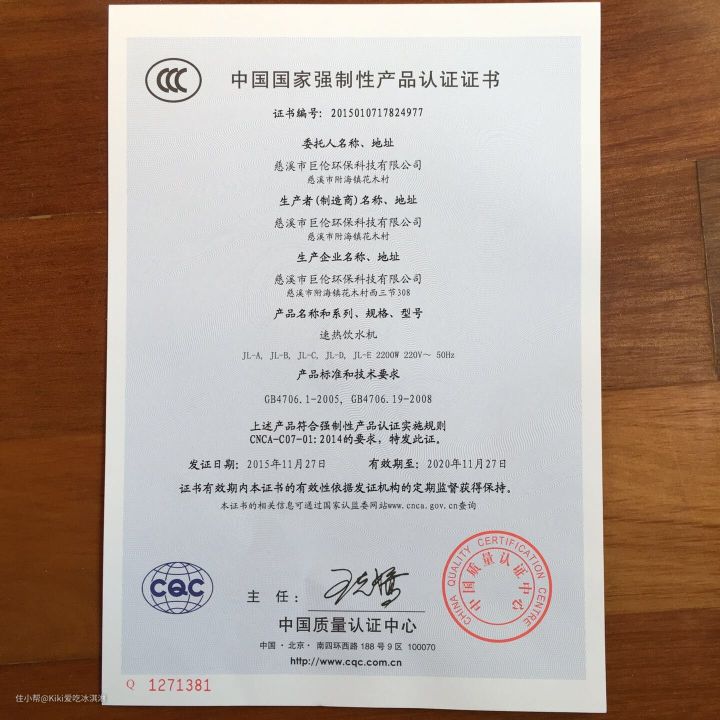 CCC
中国国家强制性产品认证证书
证书编号: 2015010717824977
委托人名称、地址
慈溪市巨伦环保科技有限公司
慈溪市附海镇花木村
生产者(制造商)名称、地址
慈溪市巨伦环保科技有限公司
慈溪市附海镇花木村
生产企业名称、地址
慈溪市巨伦环保科技有限公司
慈溪市附海镇花木村西三节308
产品名称和系列、规格、型号
速热饮水机
JL-A, JL-B, JL-C, JL-D, JL-E 2200W 220V~ 50Hz
产品标准和技术要求
GB4706.1-2005, GB4706.19-2008
上述产品符合强制性产品认证实施规则
CNCA-C07-01:2014的要求，特发此证。
发证日期: 2015年11月27日 有效期至: 2020年11月27日
证书有效期内本证书的有效性依据发证机构的定期监督获得保持。
本证书的相关信息可通过国家认监委网站www.cnca.gov.cn查询
CQC
主 任:
CHINA QUALITY CERTIFICATION CENTRE
中国质量认证中心
中国质量认证中心
中国·北京·南四环西路188号9区 100070
http://www.cqc.com.cn
Q 1271381
住小帮@Kiki爱吃冰淇淋